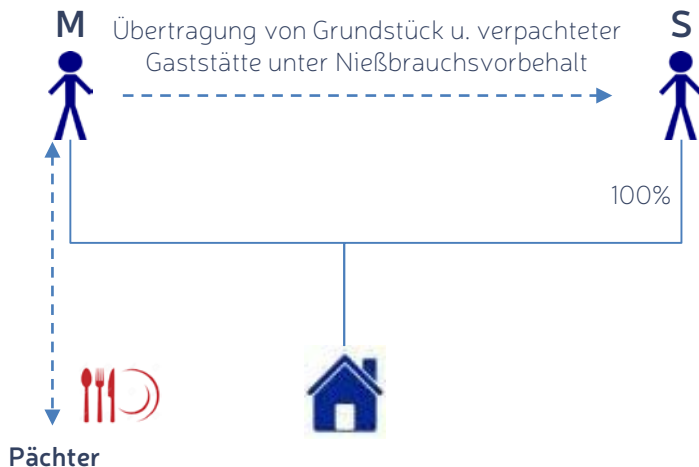 M
Übertragung von Grundstück u. verpachteter
Gaststätte unter Nießbrauchsvorbehalt
S
100%
Pächter